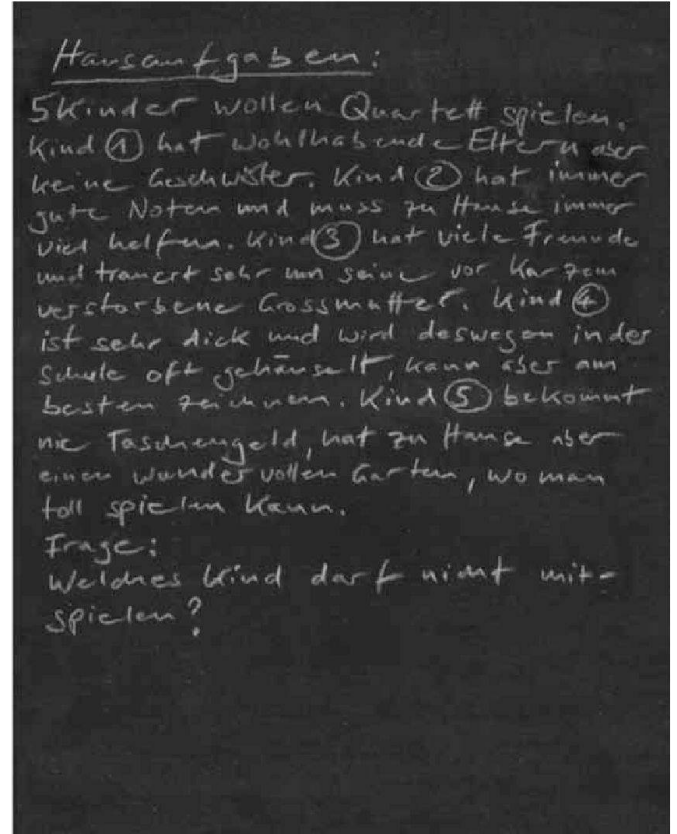 Hausaufgaben:
5 Kinder wollen Quartett spielen.
Kind ① hat wohlhabende Eltern aber
keine Geschwister. Kind ② hat immer
gute Noten und muss zu Hause immer
viel helfen. Kind ③ hat viele Freunde
und trauert sehr um seine vor kurzem
verstorbene Grossmutter. Kind ④
ist sehr dick und wird deswegen in der
Schule oft gehänselt, kann aber am
besten zeichnen. Kind ⑤ bekommt
nie Taschengeld, hat zu Hause aber
einen wundervollen Garten, wo man
toll spielen kann.
Frage:
Welches Kind darf nicht mit-
spielen?